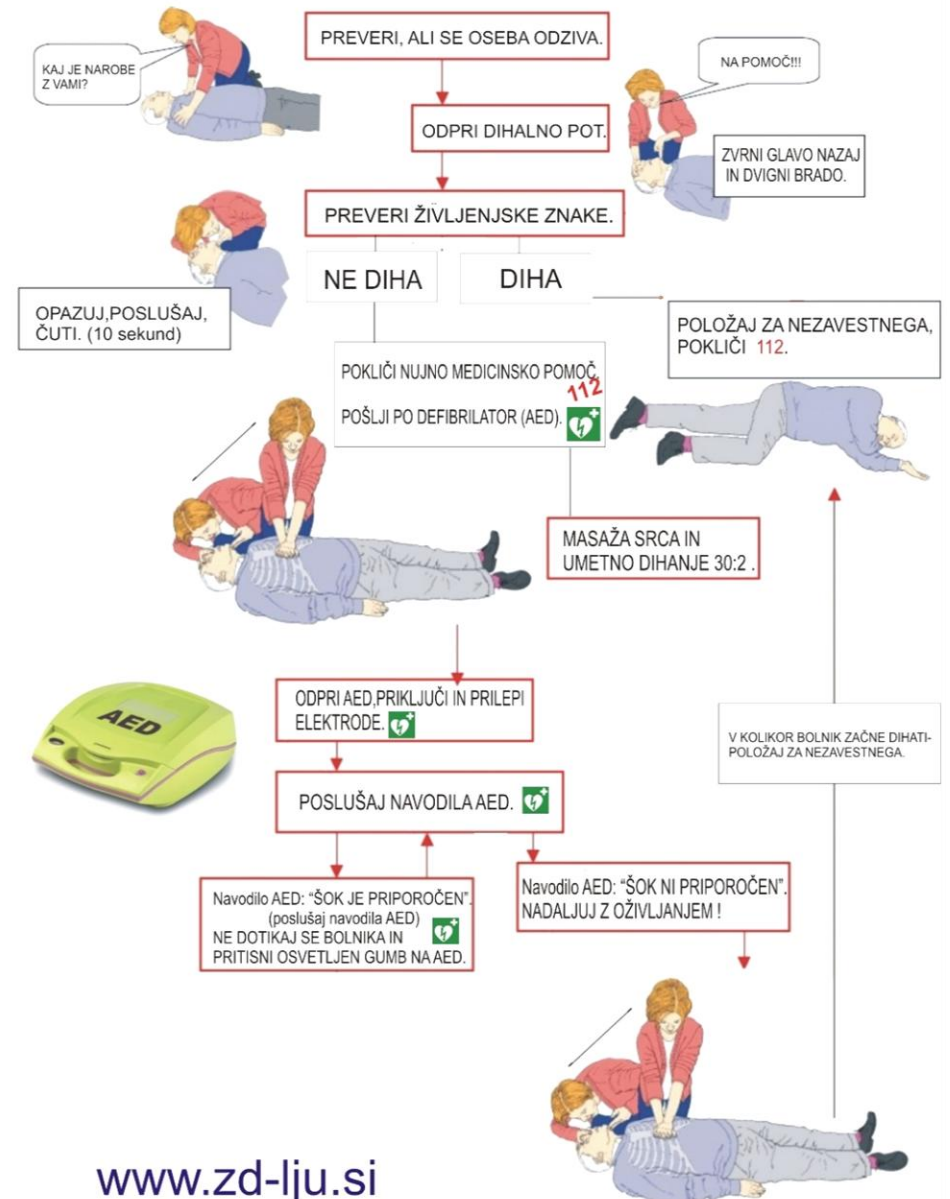 PREVERI, ALI SE OSEBA ODZIVA.
KAJ JE NAROBE
Z VAMI?
NA POMOČ!!!
ODPRI DIHALNO POT.
ZVRNI GLAVO NAZAJ
IN DVIGNI BRADO.
PREVERI ŽIVLJENJSKE ZNAKE.
NE DIHA
DIHA
OPAZUJ,POSLUŠAJ,
ČUTI. (10 sekund)
POLOŽAJ ZA NEZAVESTNEGA,
POKLIČI 112.
POKLIČI NUJNO MEDICINSKO POMOČ
112
POŠLJI PO DEFIBRILATOR (AED).
MASAŽA SRCA IN
UMETNO DIHANJE 30:2 .
AED
ODPRI AED,PRIKLJUČI IN PRILEPI
ELEKTRODE.
V KOLIKOR BOLNIK ZAČNE DIHATI-
POLOŽAJ ZA NEZAVESTNEGA.
POSLUŠAJ NAVODILA AED.
Navodilo AED: “ŠOK JE PRIPOROČEN”.
(poslušaj navodila AED)
NE DOTIKAJ SE BOLNIKA IN
PRITISNI OSVETLJEN GUMB NA AED.
Navodilo AED: “ŠOK NI PRIPOROČEN”.
NADALJUJ Z OŽIVLJANJEM !
www.zd-lju.si